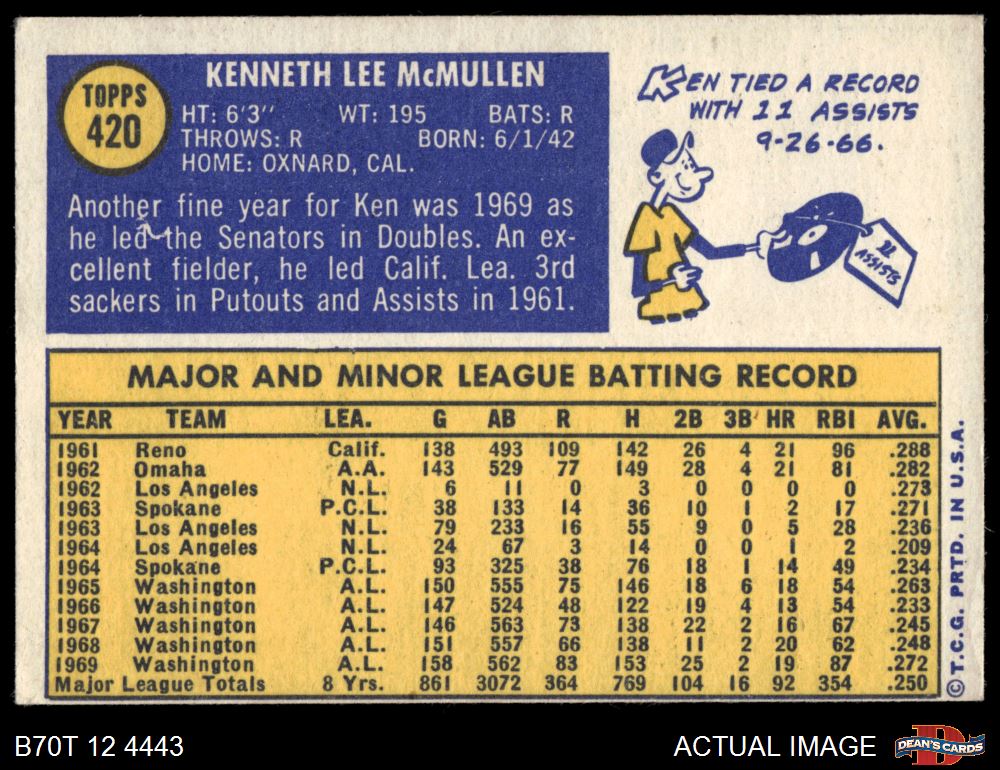 TOPPS
420
KENNETH LEE McMULLEN
HT: 6'3" WT: 195 BATS: R
THROWS: R BORN: 6/1/42
HOME: OXNARD, CAL.
Another fine year for Ken was 1969 as
he led the Senators in Doubles. An ex-
cellent fielder, he led Calif. Lea. 3rd
sackers in Putouts and Assists in 1961.
KEN TIED A RECORD
WITH 11 ASSISTS
9-26-66.
11
ASSISTS
MAJOR AND MINOR LEAGUE BATTING RECORD
YEAR TEAM LEA. G AB R H 2B 3B HR RBI AVG.
1961 Reno Calif. 138 493 109 142 26 4 21 96 .288
1962 Omaha A.A. 143 529 77 149 28 4 21 81 .282
1962 Los Angeles N.L. 6 11 0 3 0 0 0 0 .273
1963 Spokane P.C.L. 38 133 14 36 10 1 2 17 .271
1963 Los Angeles N.L. 79 233 16 55 9 0 5 28 .236
1964 Los Angeles N.L. 24 67 3 14 0 0 1 2 .209
1964 Spokane P.C.L. 93 325 38 76 18 1 14 49 .234
1965 Washington A.L. 150 555 75 146 18 6 18 54 .263
1966 Washington A.L. 147 524 48 122 19 4 13 54 .233
1967 Washington A.L. 146 563 73 138 22 2 16 67 .245
1968 Washington A.L. 151 557 66 138 11 2 20 62 .248
1969 Washington A.L. 158 562 83 153 25 2 19 87 .272
Major League Totals 8 Yrs. 861 3072 364 769 104 16 92 354 .250
© T.C.G. PRTD. IN U.S.A.
B70T 12 4443
ACTUAL IMAGE
DEAN'S CARDS